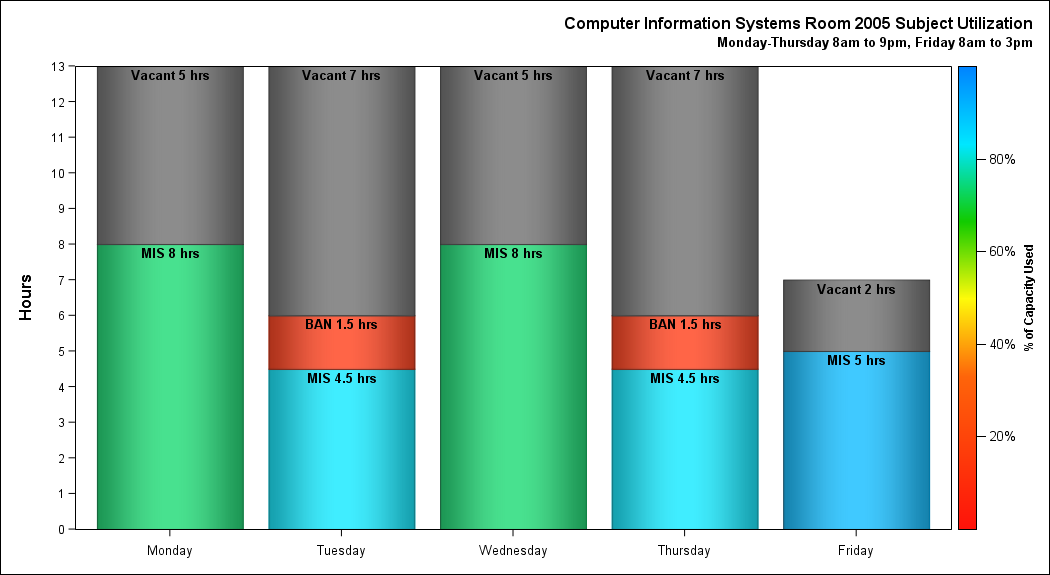 Computer Information Systems Room 2005 Subject Utilization
Monday-Thursday 8am to 9pm, Friday 8am to 3pm
Hours
13
12
11
10
9
8
7
6
5
4
3
2
1
0
Vacant 5 hrs
MIS 8 hrs
Vacant 7 hrs
BAN 1.5 hrs
MIS 4.5 hrs
Vacant 5 hrs
MIS 8 hrs
Vacant 7 hrs
BAN 1.5 hrs
MIS 4.5 hrs
Vacant 2 hrs
MIS 5 hrs
Monday
Tuesday
Wednesday
Thursday
Friday
80%
60%
40%
20%
% of Capacity Used